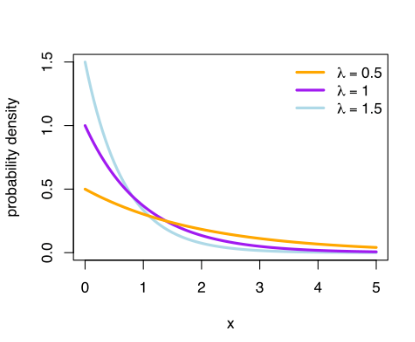 λ = 0.5
λ = 1
λ = 1.5
probability density
0.0
0.5
1.0
1.5
0 1 2 3 4 5
x